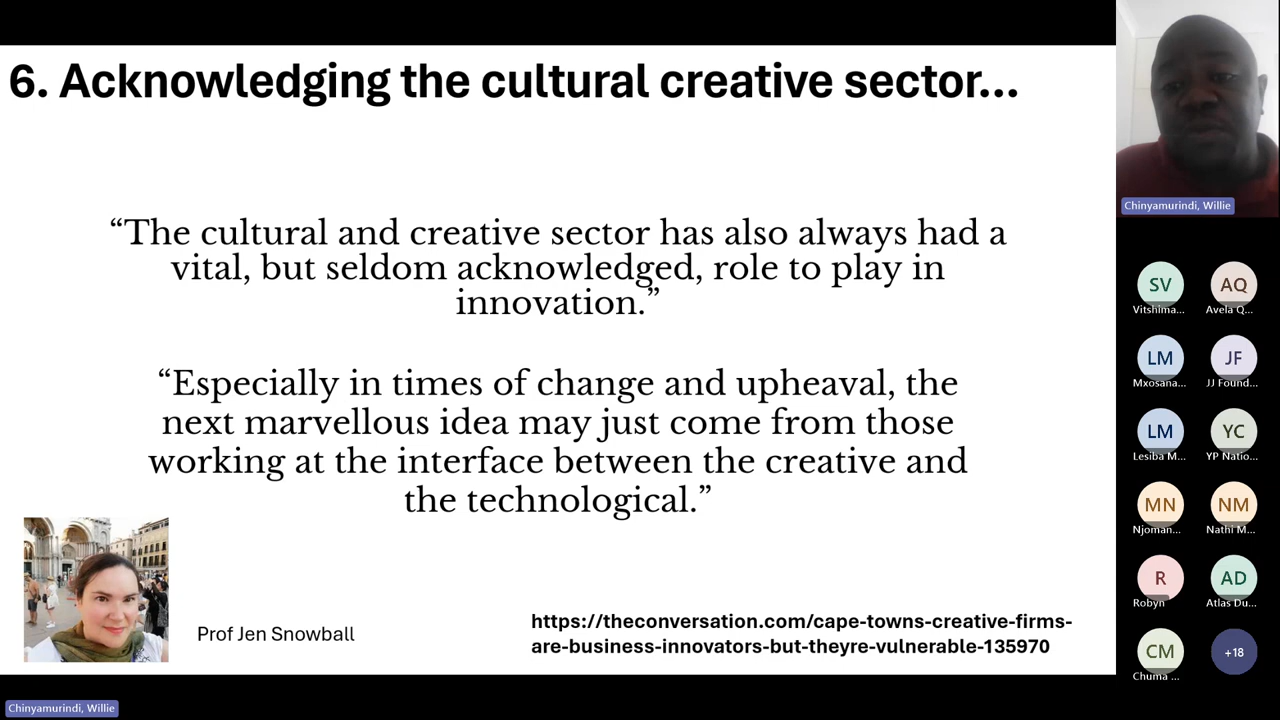 6. Acknowledging the cultural creative sector...
“The cultural and creative sector has also always had a
vital, but seldom acknowledged, role to play in
innovation.”
“Especially in times of change and upheaval, the
next marvellous idea may just come from those
working at the interface between the creative and
the technological.”
Prof Jen Snowball
https://theconversation.com/cape-towns-creative-firms-
are-business-innovators-but-theyre-vulnerable-135970
Chinyamurindi, Willie
Chinyamurindi, Willie
SV
AQ
Vitshima...
Avela Q...
LM
JF
Mxosana...
JJ Found...
LM
YC
Lesiba M...
YP Natio...
MN
NM
Njoman...
Nathi M...
R
AD
Robyn
Atlas Du...
CM
+18
Chuma ...